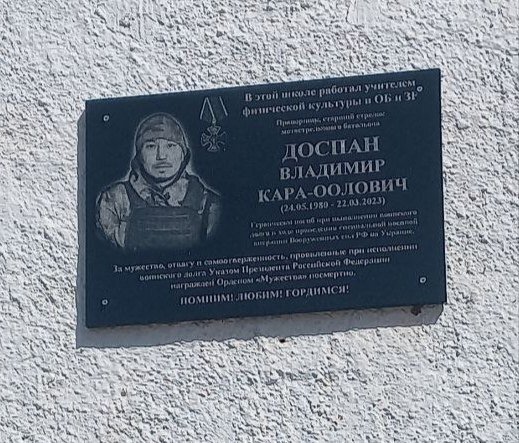 В этой школе работал учителем
физической культуры и ОБ и ЗР
Прапорщик, старший стрелок
мотострелкового батальона
ДОСПАН
ВЛАДИМИР
КАРА-ООЛОВИЧ
(24.05.1980 - 22.03.2023)
Героически погиб при выполнении воинского
долга в ходе проведения специальной военной
операции Вооруженных сил РФ на Украине.
За мужество, отвагу и самоотверженность, проявленные при исполнении
воинского долга Указом Президента Российской Федерации
награжден Орденом «Мужества» посмертно.
ПОМНИМ! ЛЮБИМ! ГОРДИМСЯ!